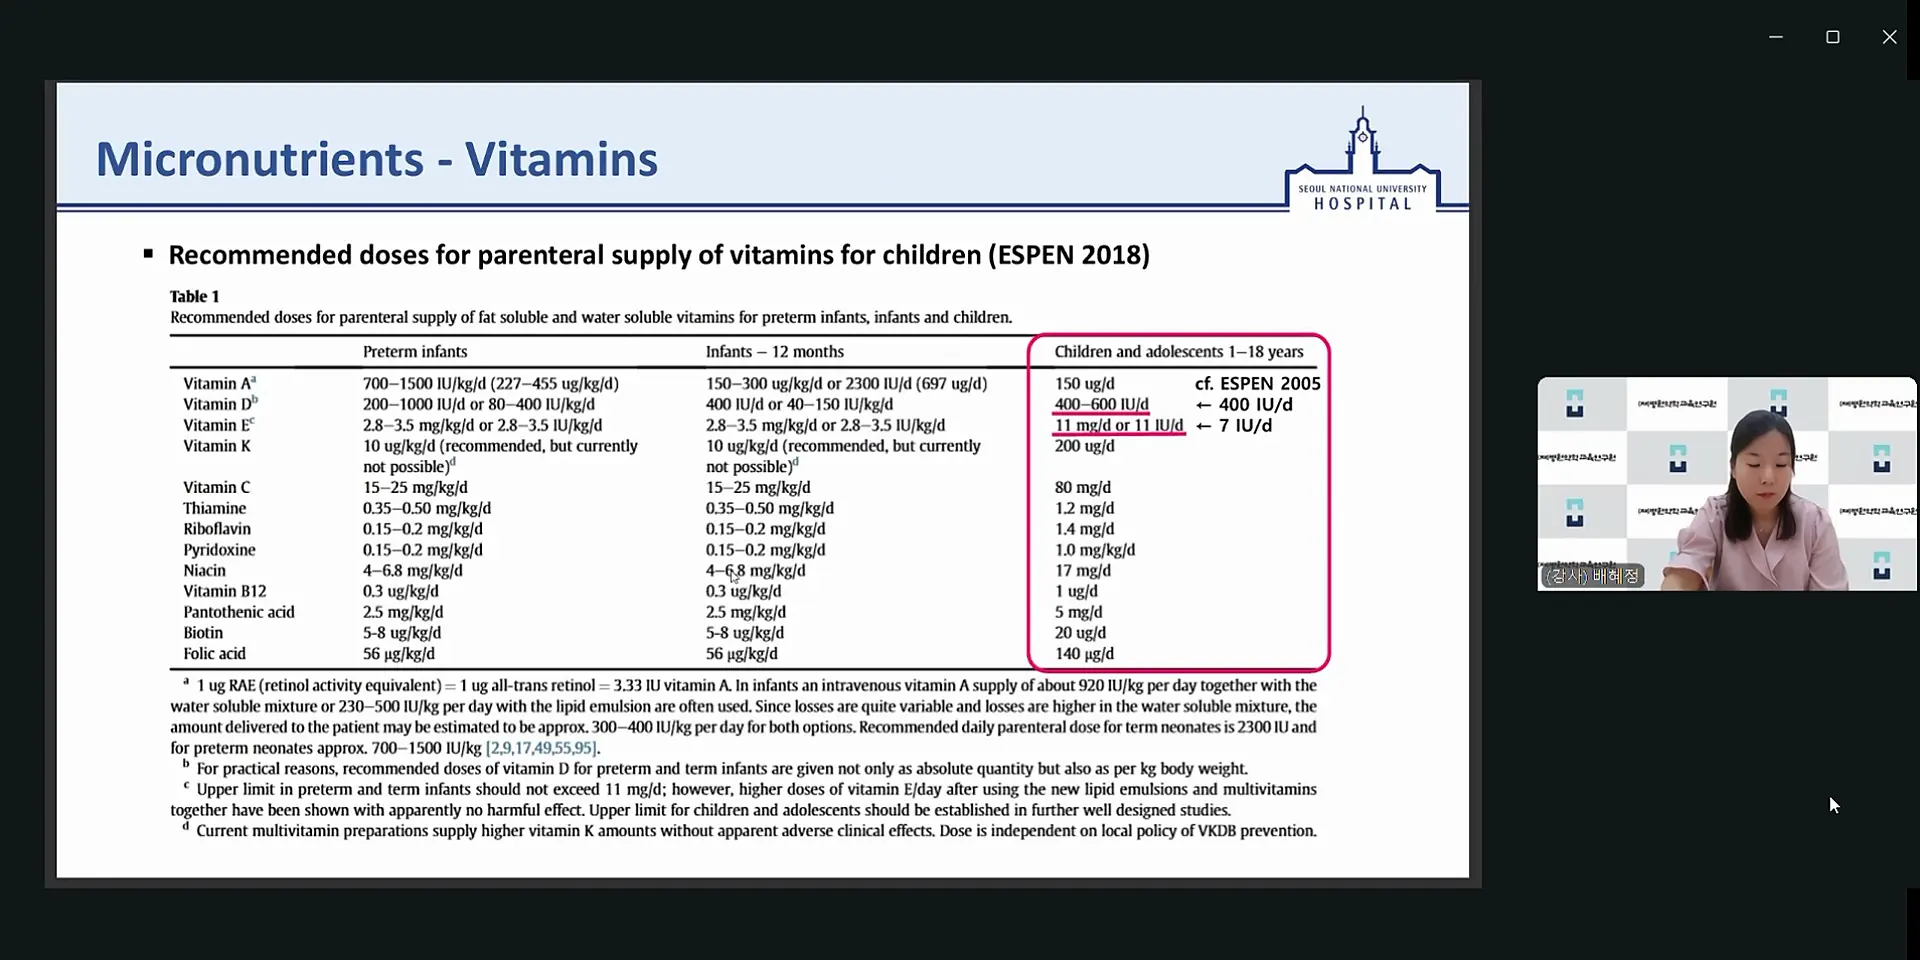 Micronutrients - Vitamins
SEOUL NATIONAL UNIVERSITY
HOSPITAL
▪ Recommended doses for parenteral supply of vitamins for children (ESPEN 2018)
Table 1
Recommended doses for parenteral supply of fat soluble and water soluble vitamins for preterm infants, infants and children.
Preterm infants Infants – 12 months Children and adolescents 1–18 years
Vitamin Aᵃ 700–1500 IU/kg/d (227–455 ug/kg/d) 150–300 ug/kg/d or 2300 IU/d (697 ug/d) 150 ug/d cf. ESPEN 2005
Vitamin Dᵇ 200–1000 IU/d or 80–400 IU/kg/d 400 IU/d or 40–150 IU/kg/d 400–600 IU/d ← 400 IU/d
Vitamin Eᶜ 2.8–3.5 mg/kg/d or 2.8–3.5 IU/kg/d 2.8–3.5 mg/kg/d or 2.8–3.5 IU/kg/d 11 mg/d or 11 IU/d ← 7 IU/d
Vitamin K 10 ug/kg/d (recommended, but currently 10 ug/kg/d (recommended, but currently 200 ug/d
not possible)ᵈ not possible)ᵈ
Vitamin C 15–25 mg/kg/d 15–25 mg/kg/d 80 mg/d
Thiamine 0.35–0.50 mg/kg/d 0.35–0.50 mg/kg/d 1.2 mg/d
Riboflavin 0.15–0.2 mg/kg/d 0.15–0.2 mg/kg/d 1.4 mg/d
Pyridoxine 0.15–0.2 mg/kg/d 0.15–0.2 mg/kg/d 1.0 mg/kg/d
Niacin 4–6.8 mg/kg/d 4–6.8 mg/kg/d 17 mg/d
Vitamin B12 0.3 ug/kg/d 0.3 ug/kg/d 1 ug/d
Pantothenic acid 2.5 mg/kg/d 2.5 mg/kg/d 5 mg/d
Biotin 5-8 ug/kg/d 5-8 ug/kg/d 20 ug/d
Folic acid 56 μg/kg/d 56 μg/kg/d 140 μg/d
ᵃ 1 ug RAE (retinol activity equivalent) = 1 ug all-trans retinol = 3.33 IU vitamin A. In infants an intravenous vitamin A supply of about 920 IU/kg per day together with the
water soluble mixture or 230–500 IU/kg per day with the lipid emulsion are often used. Since losses are quite variable and losses are higher in the water soluble mixture, the
amount delivered to the patient may be estimated to be approx. 300–400 IU/kg per day for both options. Recommended daily parenteral dose for term neonates is 2300 IU and
for preterm neonates approx. 700–1500 IU/kg [2,9,17,49,55,95].
ᵇ For practical reasons, recommended doses of vitamin D for preterm and term infants are given not only as absolute quantity but also as per kg body weight.
ᶜ Upper limit in preterm and term infants should not exceed 11 mg/d; however, higher doses of vitamin E/day after using the new lipid emulsions and multivitamins
together have been shown with apparently no harmful effect. Upper limit for children and adolescents should be established in further well designed studies.
ᵈ Current multivitamin preparations supply higher vitamin K amounts without apparent adverse clinical effects. Dose is independent on local policy of VKDB prevention.
(재)병원약학교육연구원
(강사) 배혜정